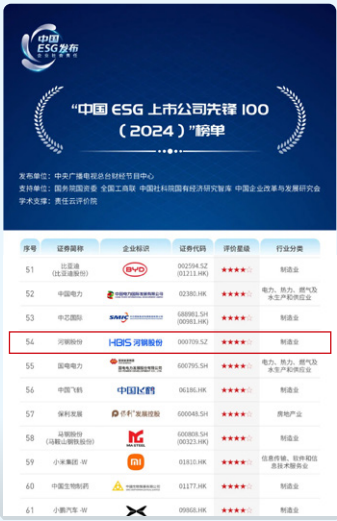 中国
ESG发布
企业社会责任
“中国 ESG 上市公司先锋 100
（2024）”榜单
发布单位：中央广播电视总台财经节目中心
支持单位：国务院国资委 全国工商联 中国社科院国有经济研究智库 中国企业改革与发展研究会
学术支撑：责任云评价院
序号 证券简称 企业标识 证券代码 评价星级 行业分类
51 比亚迪 (比亚迪股份) BYD 002594.SZ (01211.HK) ★★★★☆ 制造业
52 中国电力 02380.HK ★★★★☆ 电力、热力、燃气及水生产和供应业
53 中芯国际 SMIC 688981.SH (00981.HK) ★★★★☆ 制造业
54 河钢股份 HBIS 河钢股份 000709.SZ ★★★★☆ 制造业
55 国电电力 600795.SH ★★★★☆ 电力、热力、燃气及水生产和供应业
56 中国飞鹤 中国飞鹤 06186.HK ★★★★☆ 制造业
57 保利发展 保利发展控股 600048.SH ★★★★☆ 房地产业
58 马钢股份 (马鞍山钢铁股份) MA STEEL 600808.SH (00323.HK) ★★★★☆ 制造业
59 小米集团 -W mi 01810.HK ★★★★☆ 信息传输、软件和信息技术服务业
60 中国生物制药 01177.HK ★★★★☆ 制造业
61 小鹏汽车 -W 09868.HK ★★★★☆ 制造业